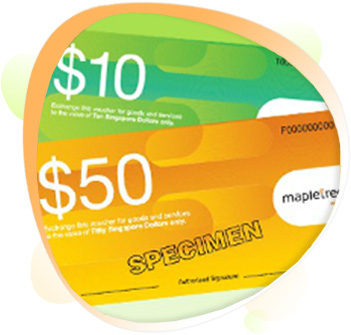 $10
Exchange this voucher for goods and services
to the value of Ten Singapore Dollars only.
F000000000
$50
mapletree
Exchange this voucher for goods and services
to the value of Fifty Singapore Dollars only.
SPECIMEN
Authorised Signature